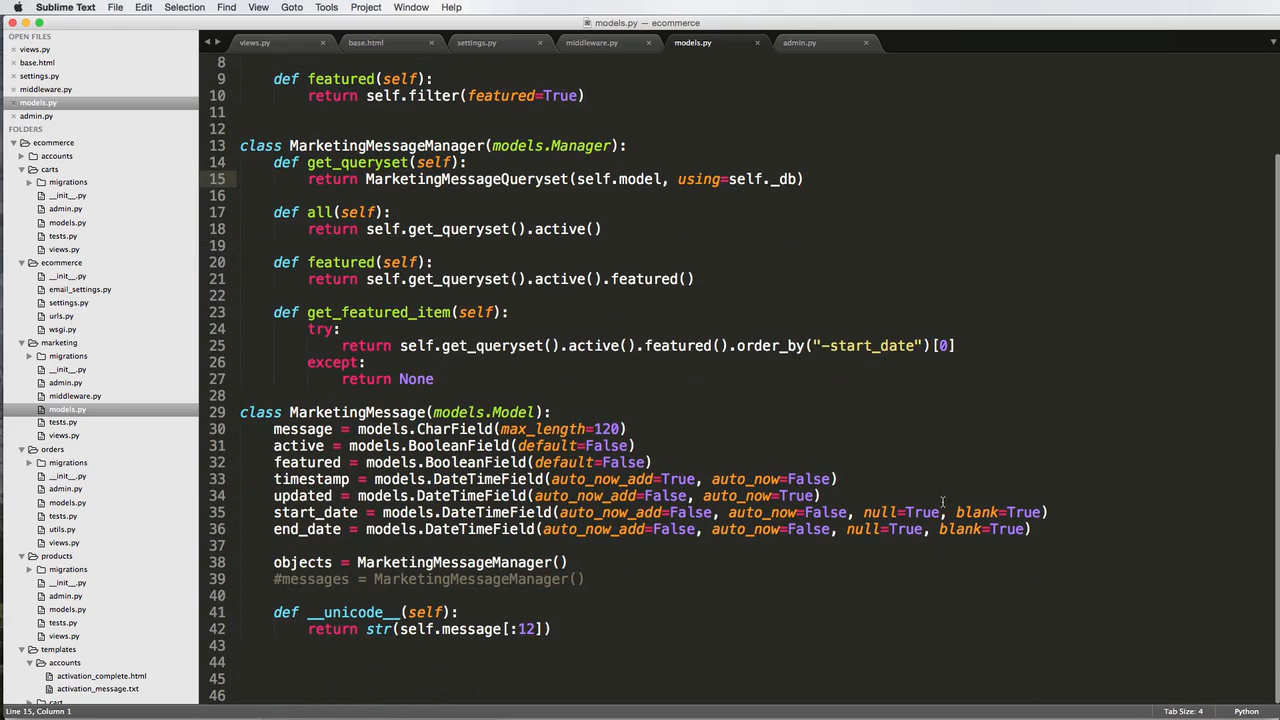 Sublime Text File Edit Selection Find View Goto Tools Project Window Help
models.py — ecommerce
OPEN FILES
views.py
base.html
settings.py
middleware.py
models.py
admin.py
FOLDERS
ecommerce
accounts
carts
migrations
__init__.py
admin.py
models.py
tests.py
views.py
ecommerce
__init__.py
email_settings.py
settings.py
urls.py
wsgi.py
marketing
migrations
__init__.py
admin.py
middleware.py
models.py
tests.py
views.py
orders
migrations
__init__.py
admin.py
models.py
tests.py
utils.py
views.py
products
migrations
__init__.py
admin.py
models.py
tests.py
views.py
templates
accounts
activation_complete.html
activation_message.txt
cart
views.py base.html settings.py middleware.py models.py admin.py
8
9 def featured(self):
10 return self.filter(featured=True)
11
12
13 class MarketingMessageManager(models.Manager):
14 def get_queryset(self):
15 return MarketingMessageQueryset(self.model, using=self._db)
16
17 def all(self):
18 return self.get_queryset().active()
19
20 def featured(self):
21 return self.get_queryset().active().featured()
22
23 def get_featured_item(self):
24 try:
25 return self.get_queryset().active().featured().order_by("-start_date")[0]
26 except:
27 return None
28
29 class MarketingMessage(models.Model):
30 message = models.CharField(max_length=120)
31 active = models.BooleanField(default=False)
32 featured = models.BooleanField(default=False)
33 timestamp = models.DateTimeField(auto_now_add=True, auto_now=False)
34 updated = models.DateTimeField(auto_now_add=False, auto_now=True)
35 start_date = models.DateTimeField(auto_now_add=False, auto_now=False, null=True, blank=True)
36 end_date = models.DateTimeField(auto_now_add=False, auto_now=False, null=True, blank=True)
37
38 objects = MarketingMessageManager()
39 #messages = MarketingMessageManager()
40
41 def __unicode__(self):
42 return str(self.message[:12])
43
44
45
46
Line 15, Column 1 Tab Size: 4 Python